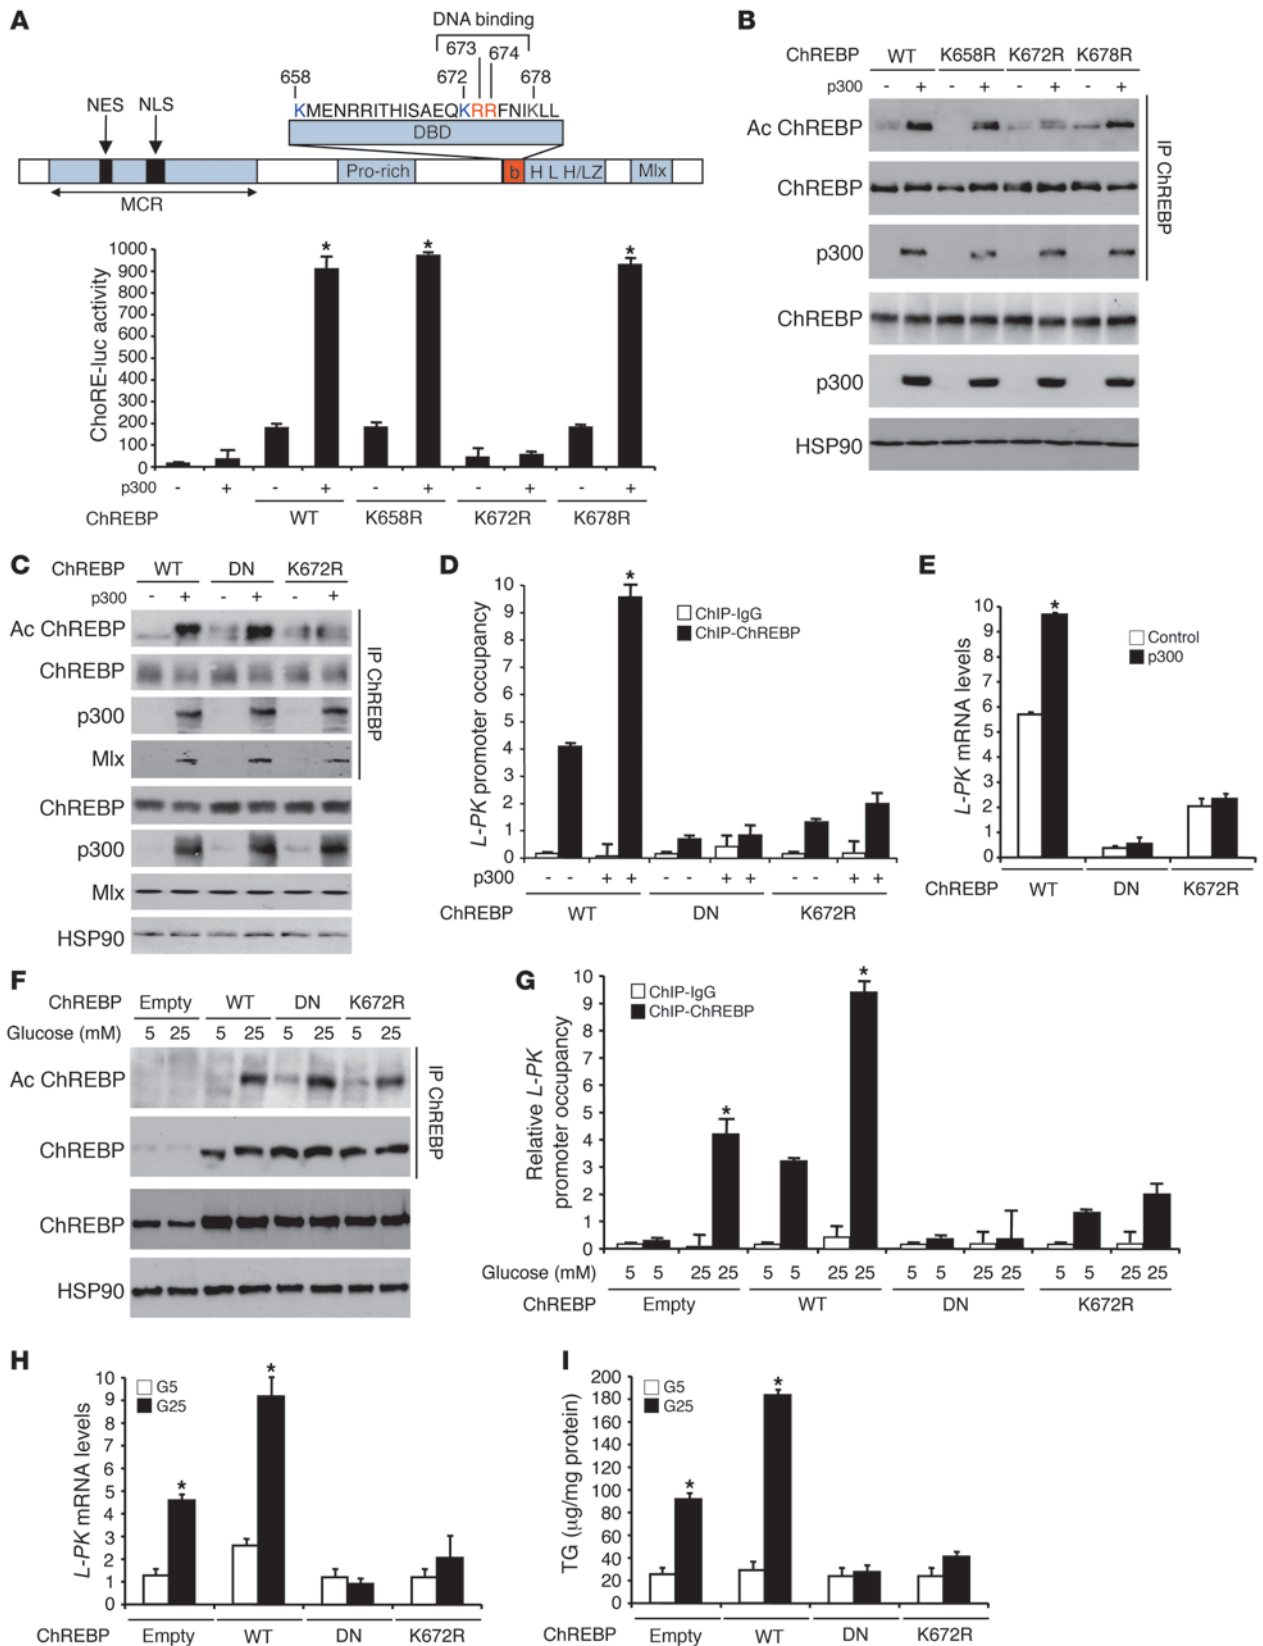 A
DNA binding
673
674
658
672
678
KMENRRITHISAEQKRRFNIKLL
DBD
NES
NLS
Pro-rich
b
H L H/LZ
Mlx
MCR
ChoRE-luc activity
1000
900
800
700
600
500
400
300
200
100
0
*
*
*
p300
- + - + - + - + - +
ChREBP
WT
K658R
K672R
K678R
B
ChREBP
WT
K658R
K672R
K678R
p300
- + - + - + - +
Ac ChREBP
ChREBP
p300
IP ChREBP
ChREBP
p300
HSP90
C
ChREBP
WT
DN
K672R
p300
- + - + - +
Ac ChREBP
ChREBP
p300
Mlx
IP ChREBP
ChREBP
p300
Mlx
HSP90
D
L-PK promoter occupancy
10
9
8
7
6
5
4
3
2
1
0
*
ChIP-IgG
ChIP-ChREBP
p300
- - + + - - + + - - + +
ChREBP
WT
DN
K672R
E
L-PK mRNA levels
10
9
8
7
6
5
4
3
2
1
0
*
Control
p300
ChREBP
WT
DN
K672R
F
ChREBP
Empty
WT
DN
K672R
Glucose (mM)
5 25 5 25 5 25 5 25
Ac ChREBP
ChREBP
IP ChREBP
ChREBP
HSP90
G
Relative L-PK
promoter occupancy
10
9
8
7
6
5
4
3
2
1
0
ChIP-IgG
ChIP-ChREBP
*
*
Glucose (mM)
5 5 25 25 5 5 25 25 5 5 25 25 5 5 25 25
ChREBP
Empty
WT
DN
K672R
H
L-PK mRNA levels
10
9
8
7
6
5
4
3
2
1
0
G5
G25
*
*
ChREBP
Empty
WT
DN
K672R
I
TG (µg/mg protein)
200
180
160
140
120
100
80
60
40
20
0
G5
G25
*
*
ChREBP
Empty
WT
DN
K672R